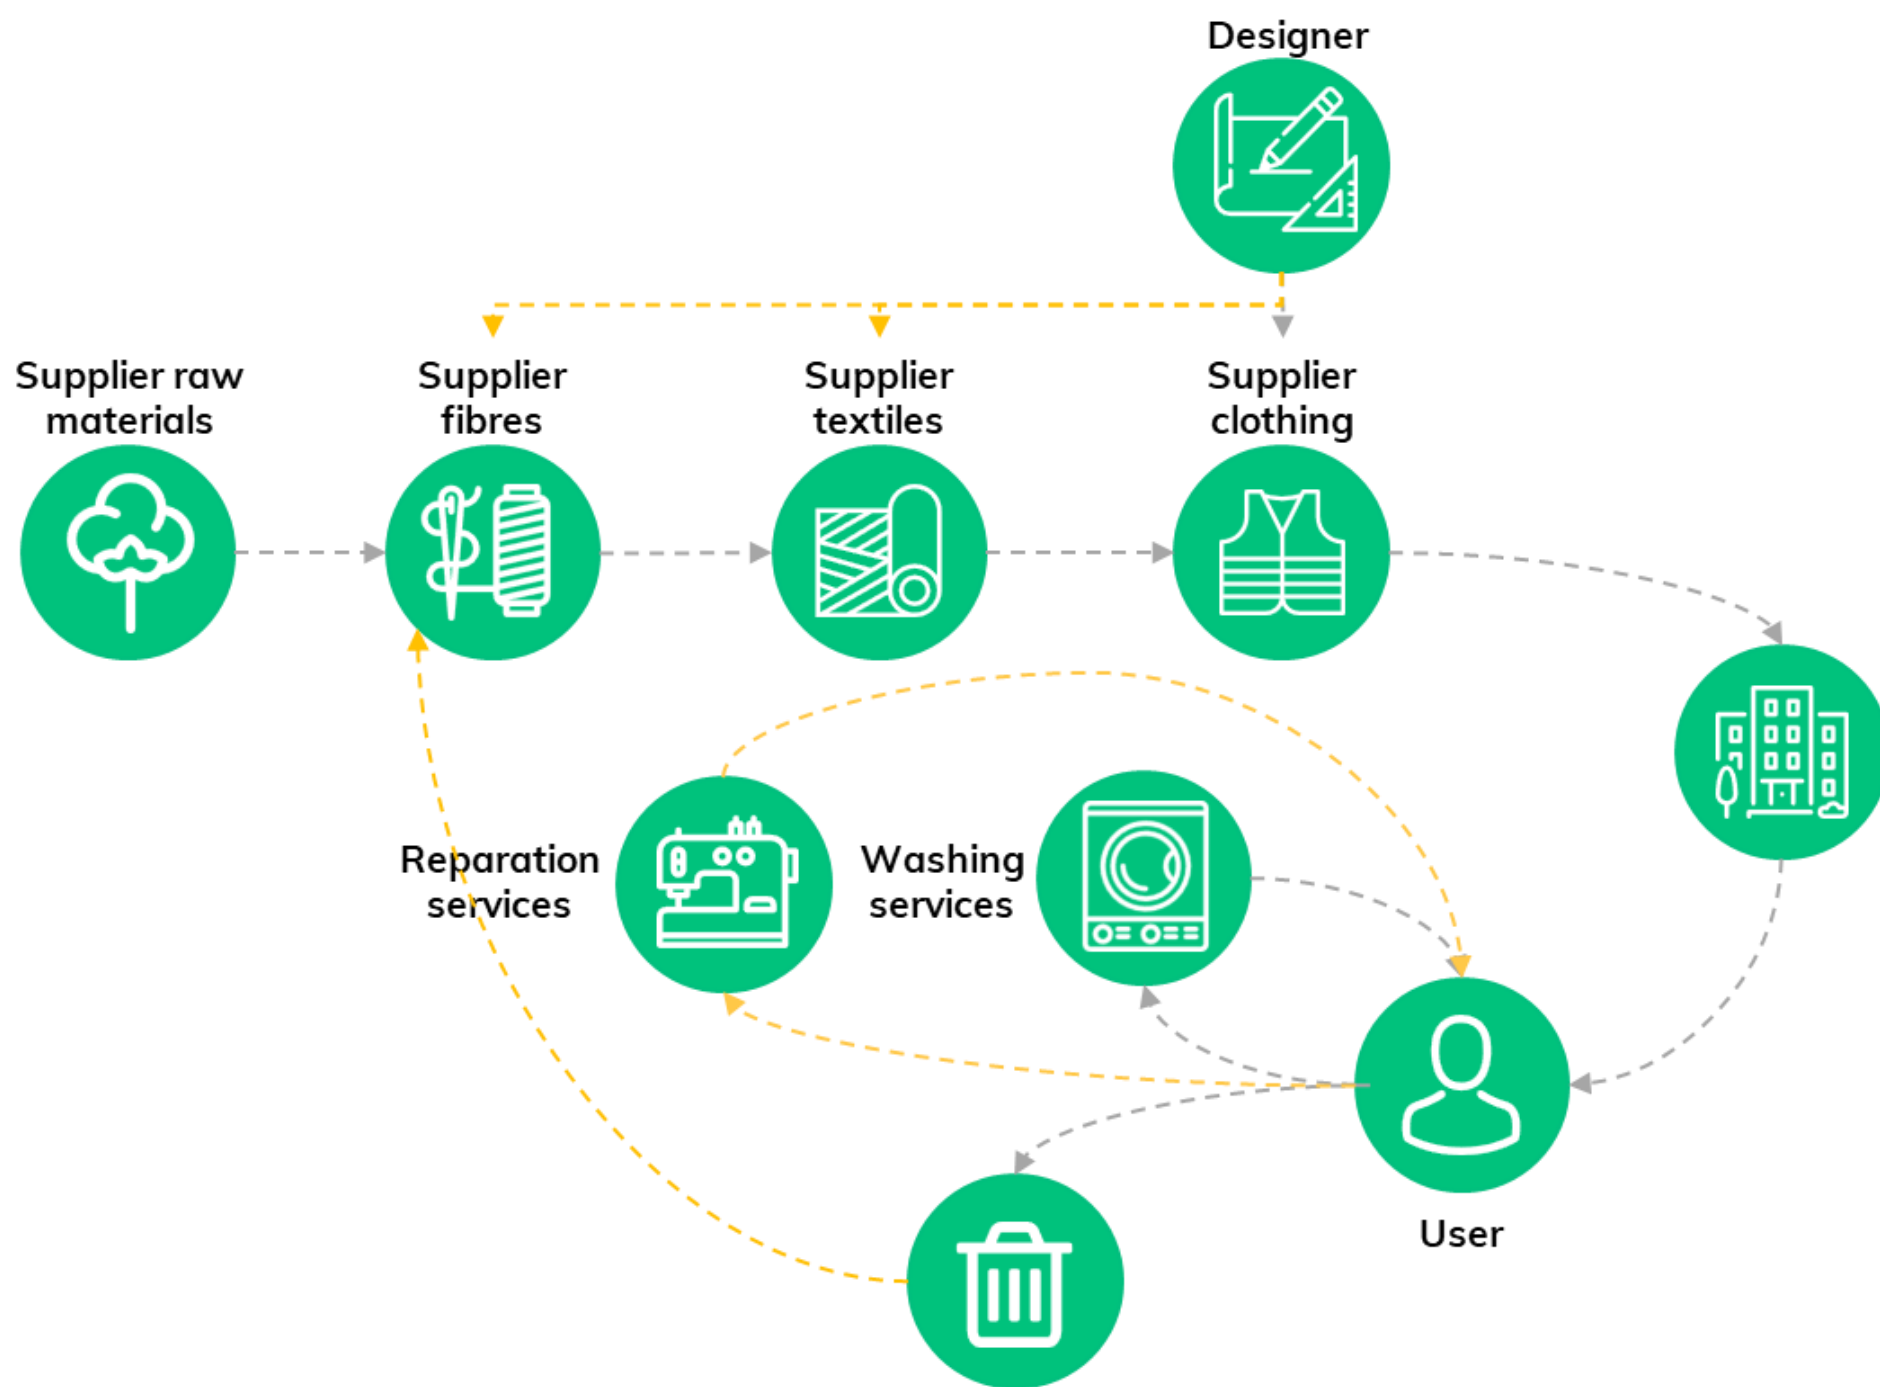 Designer
Supplier raw
materials
Supplier
fibres
Supplier
textiles
Supplier
clothing
Reparation
services
Washing
services
User